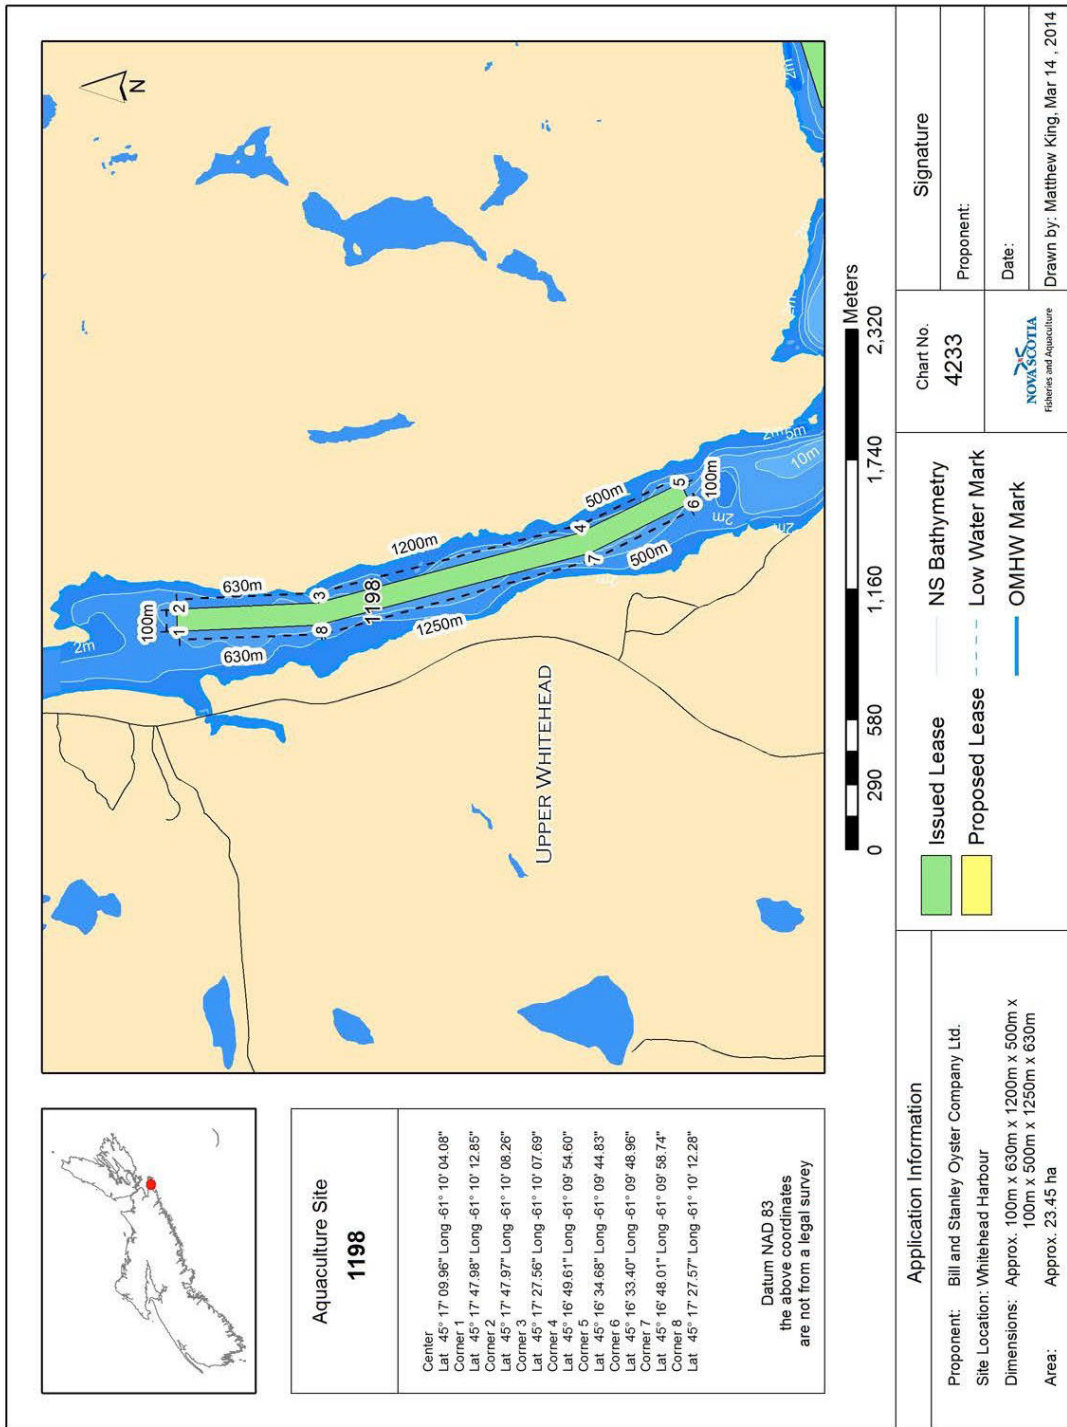 Aquaculture Site
1198
Center
Lat 45° 17' 09.96" Long -61° 10' 04.08"
Corner 1
Lat 45° 17' 47.98" Long -61° 10' 12.85"
Corner 2
Lat 45° 17' 47.97" Long -61° 10' 08.26"
Corner 3
Lat 45° 17' 27.56" Long -61° 10' 07.69"
Corner 4
Lat 45° 16' 49.61" Long -61° 09' 54.60"
Corner 5
Lat 45° 16' 34.68" Long -61° 09' 44.83"
Corner 6
Lat 45° 16' 33.40" Long -61° 09' 48.96"
Corner 7
Lat 45° 16' 48.01" Long -61° 09' 58.74"
Corner 8
Lat 45° 17' 27.57" Long -61° 10' 12.28"
Datum NAD 83
the above coordinates
are not from a legal survey
N
2m
100m
1
2
630m
630m
8
3
1198
1200m
1250m
7
4
500m
500m
6
5
100m
2m
2m
2m
5m
10m
2m
UPPER WHITEHEAD
0
290
580
1,160
1,740
2,320
Meters
Application Information
Proponent: Bill and Stanley Oyster Company Ltd.
Site Location: Whitehead Harbour
Dimensions: Approx. 100m x 630m x 1200m x 500m x
100m x 500m x 1250m x 630m
Area: Approx. 23.45 ha
Issued Lease
Proposed Lease
NS Bathymetry
Low Water Mark
OMHW Mark
Chart No.
4233
NOVA SCOTIA
Fisheries and Aquaculture
Signature
Proponent:
Date:
Drawn by: Matthew King, Mar 14 , 2014